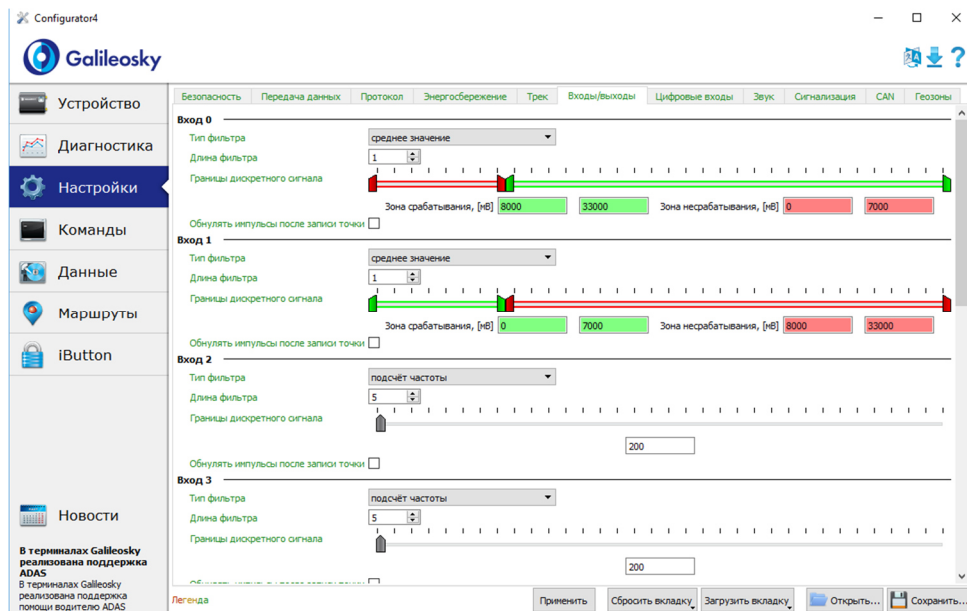 Configurator4
Galileosky
Устройство
Диагностика
Настройки
Команды
Данные
Маршруты
iButton
Новости
В терминалах Galileosky
реализована поддержка
ADAS
В терминалах Galileosky
реализована поддержка
помощи водителю ADAS
Безопасность Передача данных Протокол Энергосбережение Трек Входы/выходы Цифровые входы Звук Сигнализация CAN Геозоны
Вход 0
Тип фильтра среднее значение
Длина фильтра 1
Границы дискретного сигнала
Зона срабатывания, [мВ] 8000 33000 Зона несрабатывания, [мВ] 0 7000
Обнулять импульсы после записи точки
Вход 1
Тип фильтра среднее значение
Длина фильтра 1
Границы дискретного сигнала
Зона срабатывания, [мВ] 0 7000 Зона несрабатывания, [мВ] 8000 33000
Обнулять импульсы после записи точки
Вход 2
Тип фильтра подсчёт частоты
Длина фильтра 5
Границы дискретного сигнала
200
Обнулять импульсы после записи точки
Вход 3
Тип фильтра подсчёт частоты
Длина фильтра 5
Границы дискретного сигнала
200
Легенда Применить Сбросить вкладку Загрузить вкладку Открыть... Сохранить...